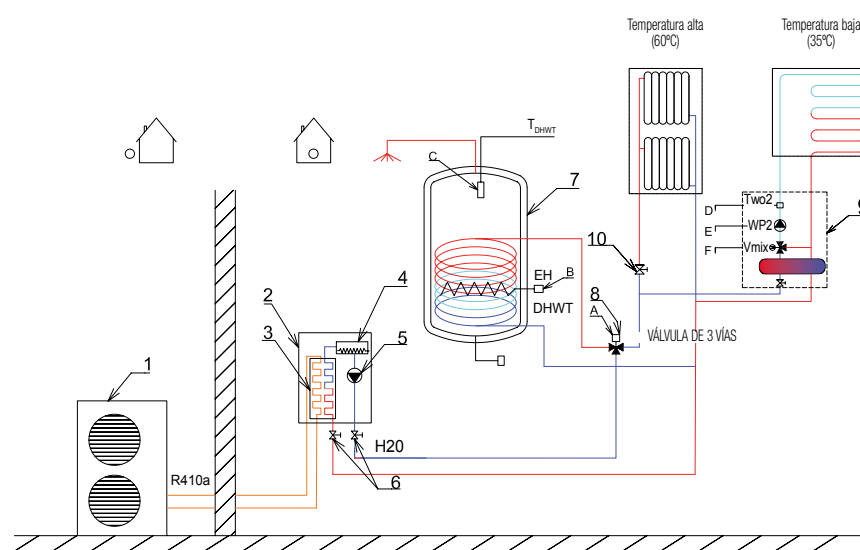 Temperatura alta
(60ºC)
Temperatura baja
(35ºC)
T DHWT
C
7
D
Two2
E
WP2
F
Vmix
10
EH
B
DHWT
8
A
VÁLVULA DE 3 VÍAS
2
3
4
5
1
H20
R410a
6